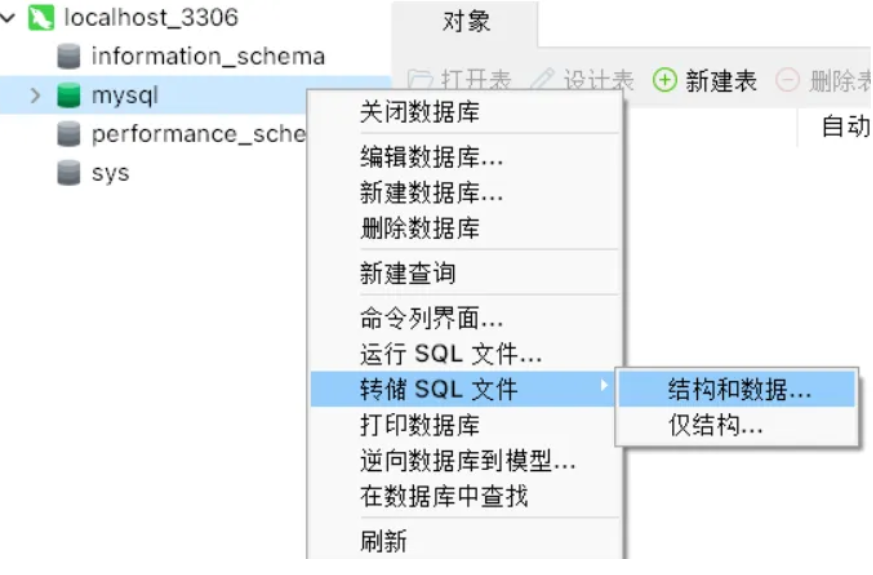 localhost_3306
information_schema
mysql
performance_sche
sys
对象
打开表 设计表 新建表 删除表
自动
关闭数据库
编辑数据库...
新建数据库...
删除数据库
新建查询
命令列界面...
运行 SQL 文件...
转储 SQL 文件
结构和数据...
仅结构...
打印数据库
逆向数据库到模型...
在数据库中查找
刷新